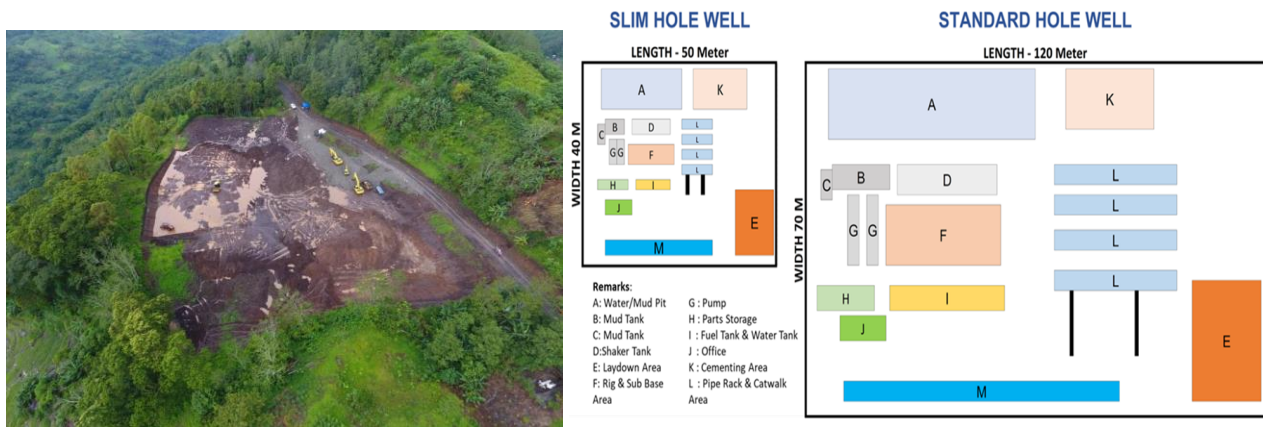 SLIM HOLE WELL
LENGTH - 50 Meter
WIDTH 40 M
A
K
B
C
D
L
L
L
L
G
G
F
H
I
J
E
M
Remarks:
A: Water/Mud Pit
B: Mud Tank
C: Mud Tank
D:Shaker Tank
E: Laydown Area
F: Rig & Sub Base
Area
G : Pump
H : Parts Storage
I : Fuel Tank & Water Tank
J : Office
K : Cementing Area
L : Pipe Rack & Catwalk
Area
STANDARD HOLE WELL
LENGTH - 120 Meter
WIDTH 70 M
A
K
B
C
D
L
L
L
L
G
G
F
H
I
J
E
M